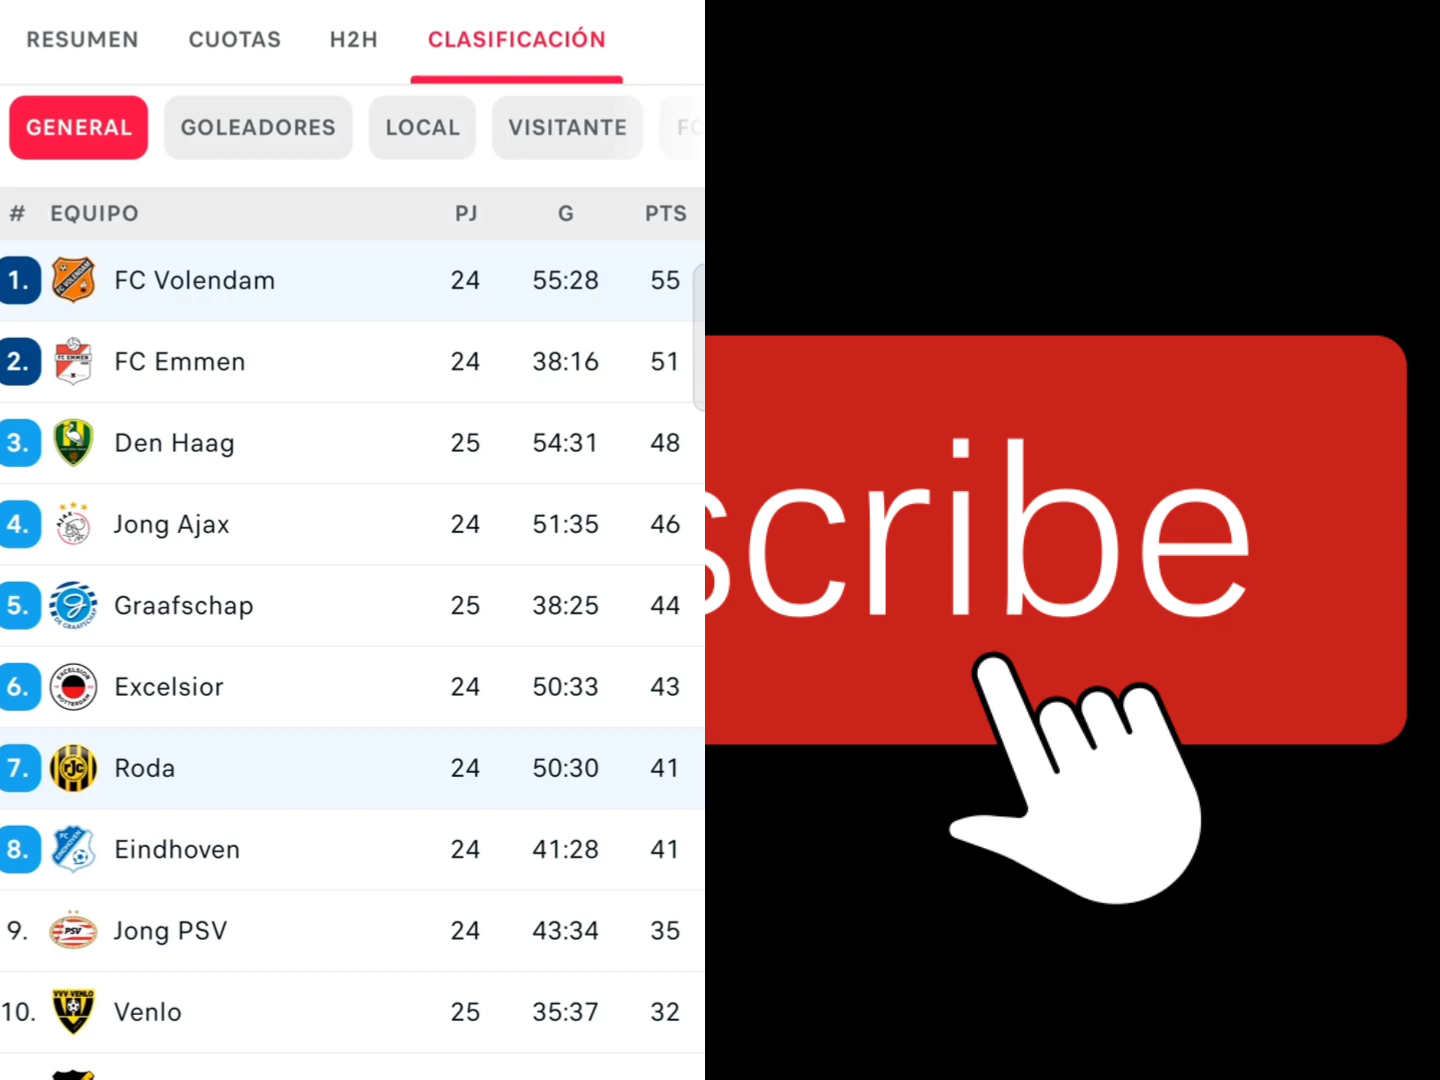 RESUMEN CUOTAS H2H CLASIFICACIÓN
GENERAL GOLEADORES LOCAL VISITANTE FO
# EQUIPO PJ G PTS
1. FC Volendam 24 55:28 55
2. FC Emmen 24 38:16 51
3. Den Haag 25 54:31 48
4. Jong Ajax 24 51:35 46
5. Graafschap 25 38:25 44
6. Excelsior 24 50:33 43
7. Roda 24 50:30 41
8. Eindhoven 24 41:28 41
9. Jong PSV 24 43:34 35
10. Venlo 25 35:37 32
scribe